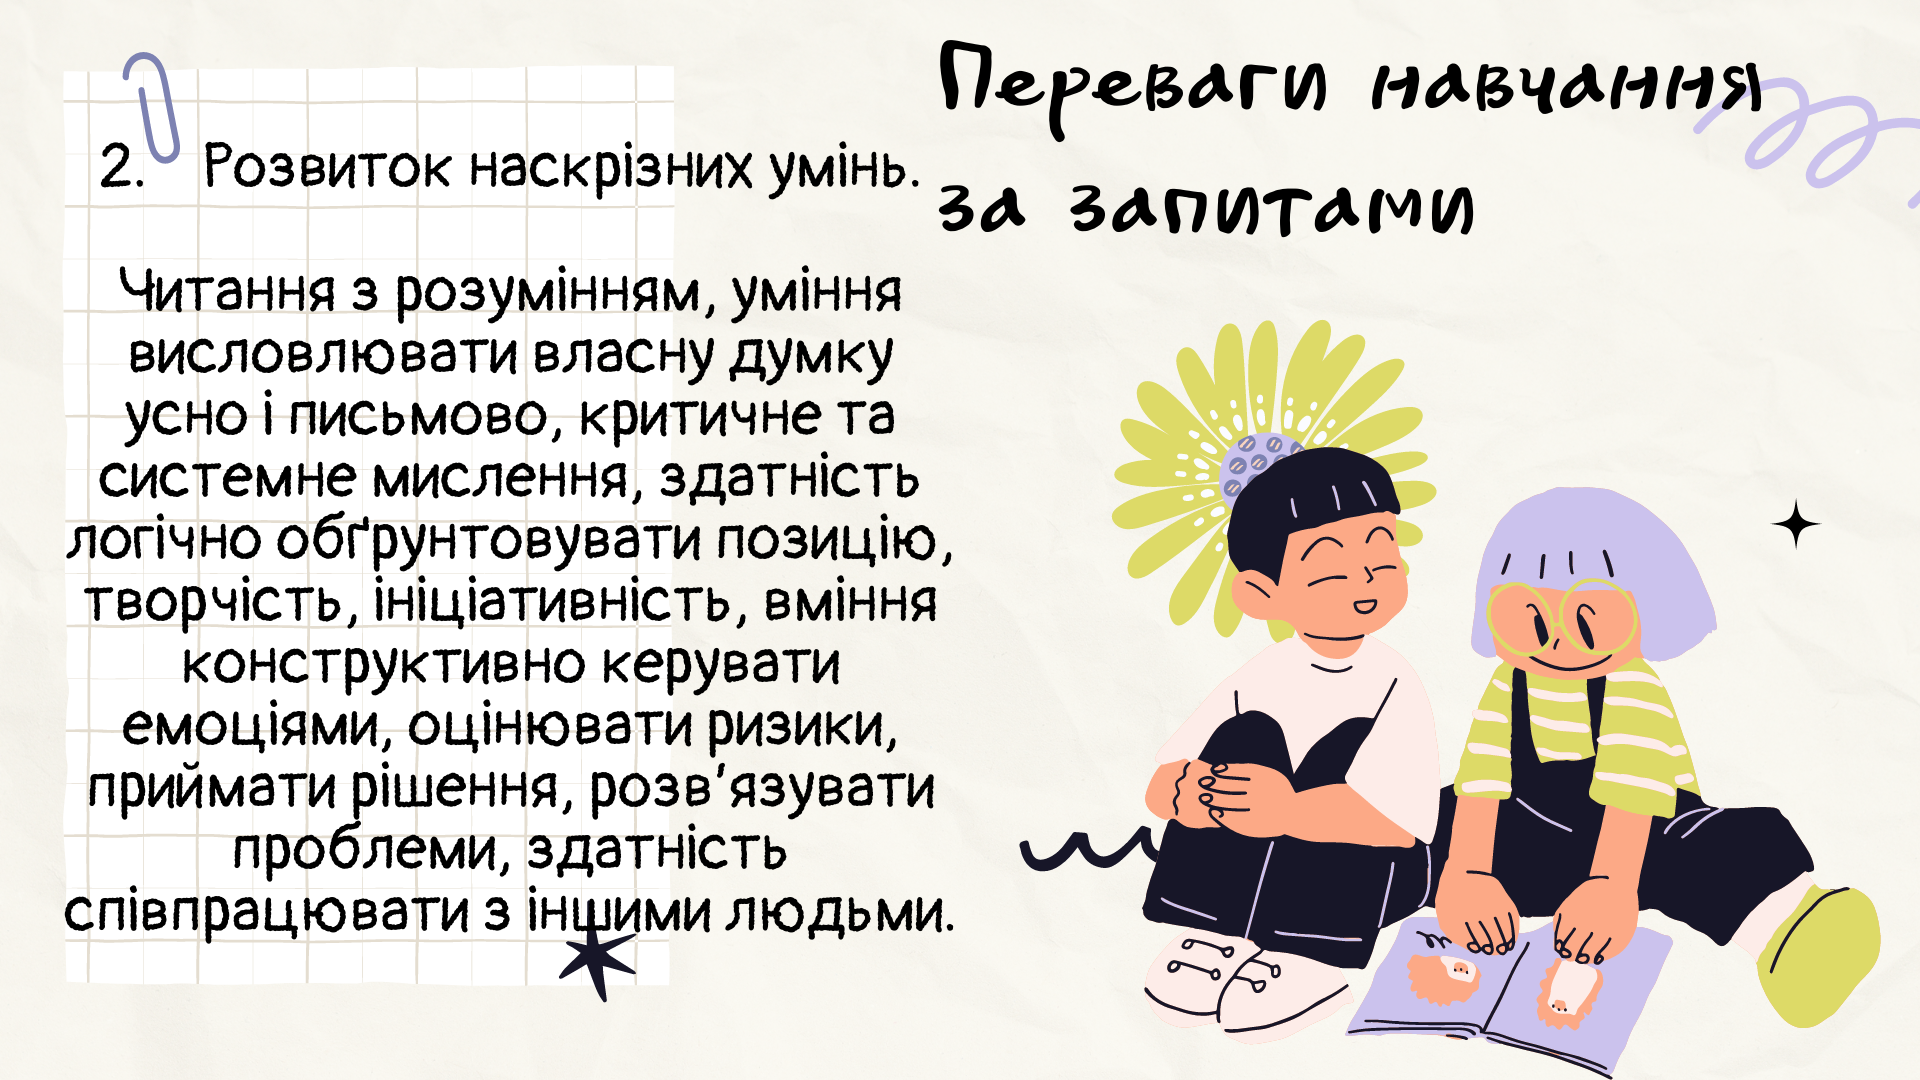 Переваги навчання
за запитами
2. Розвиток наскрізних умінь.
Читання з розумінням, уміння
висловлювати власну думку
усно і письмово, критичне та
системне мислення, здатність
логічно обґрунтовувати позицію,
творчість, ініціативність, вміння
конструктивно керувати
емоціями, оцінювати ризики,
приймати рішення, розв’язувати
проблеми, здатність
співпрацювати з іншими людьми.